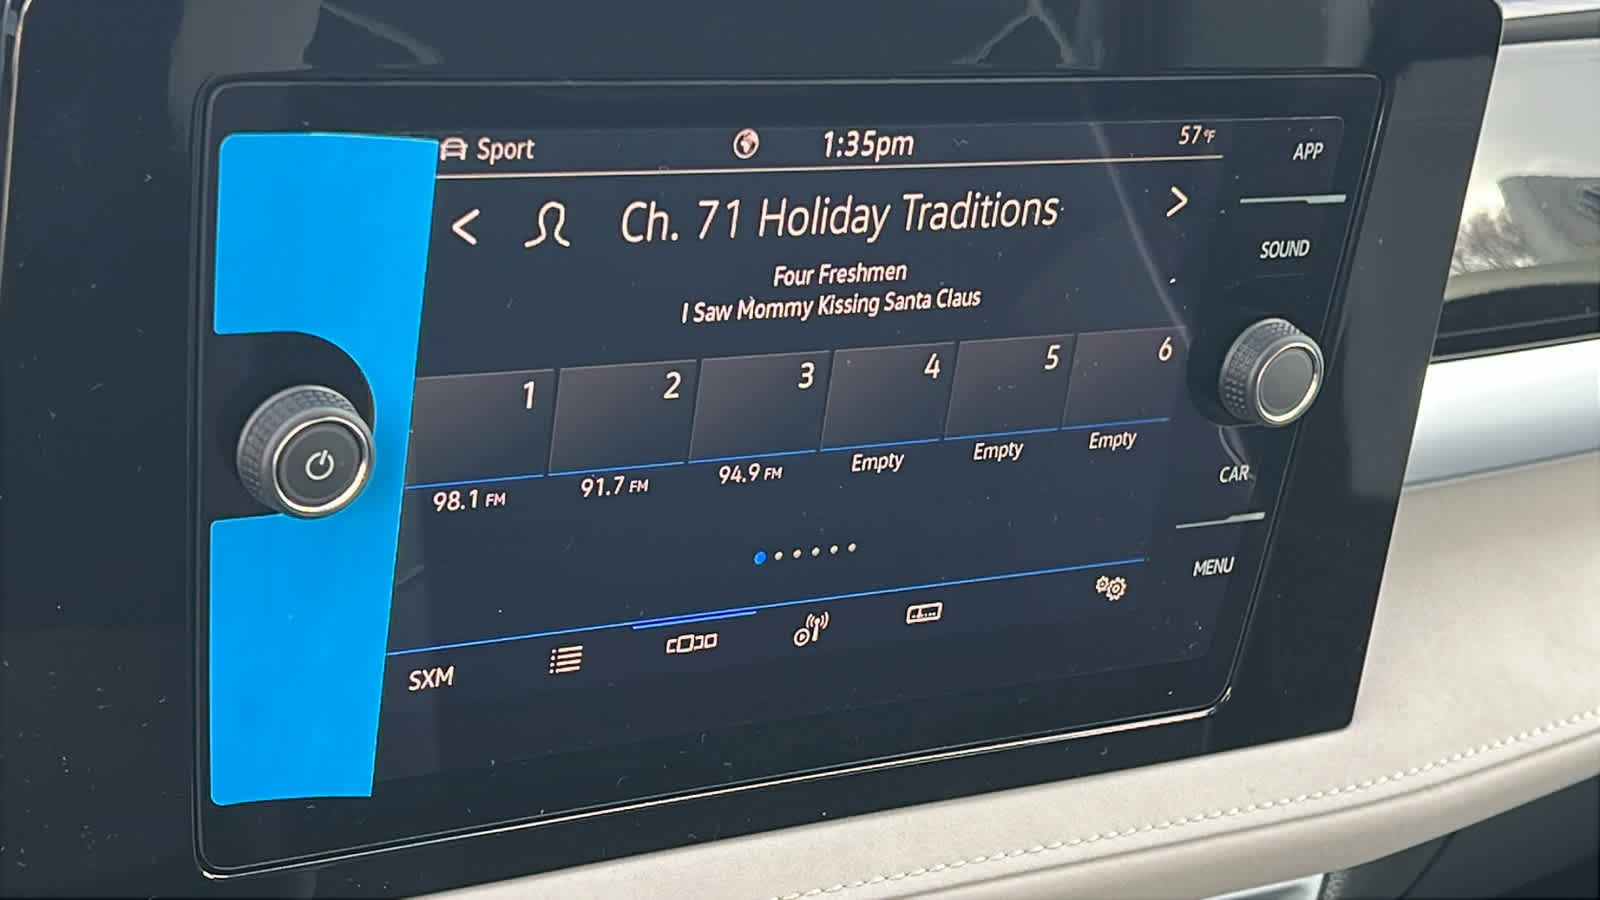 Sport 1:35pm 57°F
APP
< Ch. 71 Holiday Traditions >
SOUND
Four Freshmen
I Saw Mommy Kissing Santa Claus
1 2 3 4 5 6
98.1 FM 91.7 FM 94.9 FM Empty Empty Empty
CAR
MENU
SXM